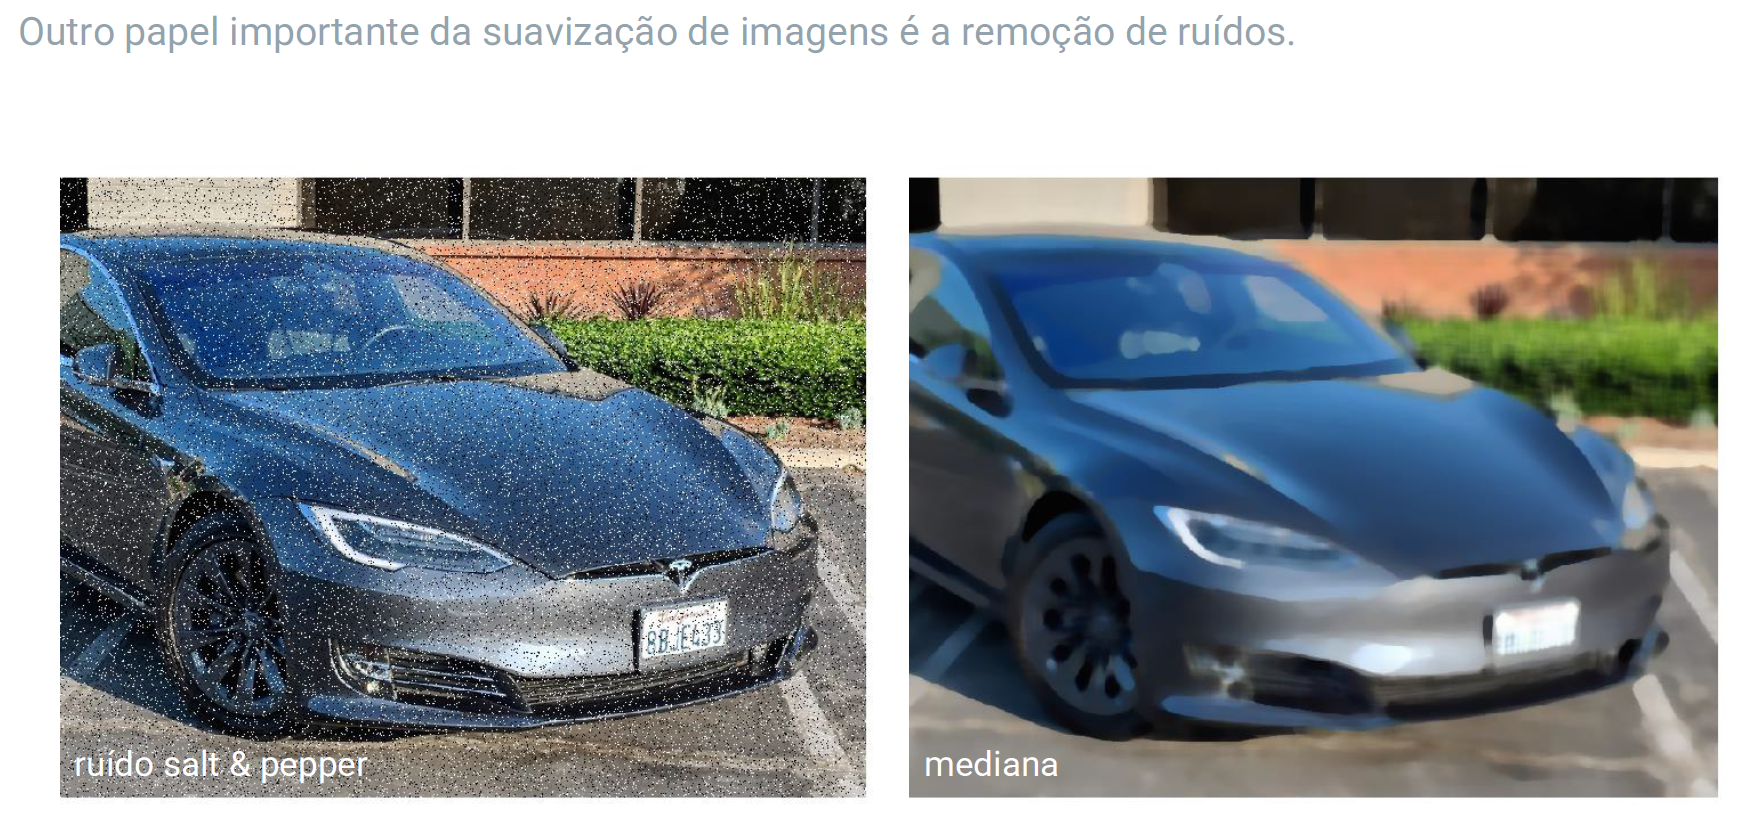 Outro papel importante da suavização de imagens é a remoção de ruídos.
ruído salt & pepper
mediana